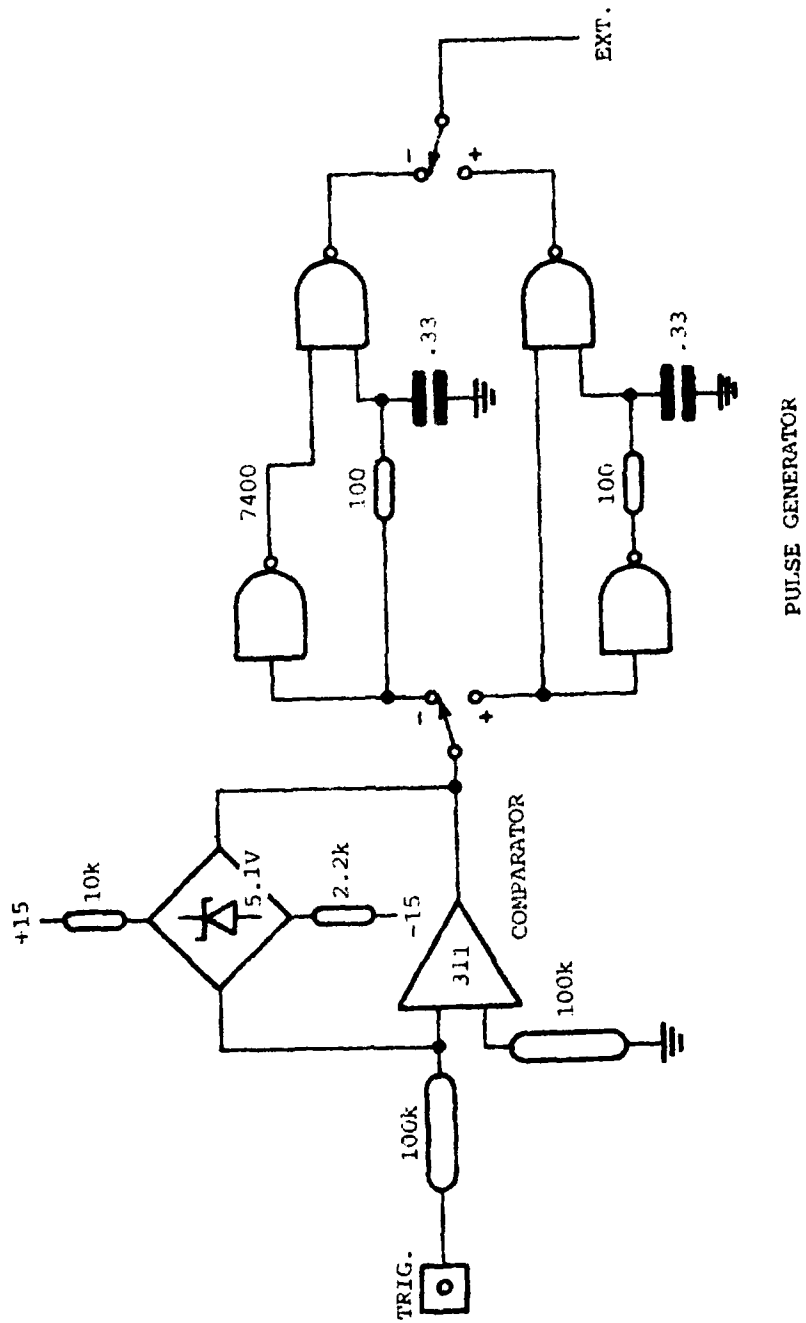 TRIG.
100k
+15
10k
5.1V
2.2k
-15
311
100k
COMPARATOR
-
+
7400
100
.33
100
.33
-
+
EXT.
PULSE GENERATOR